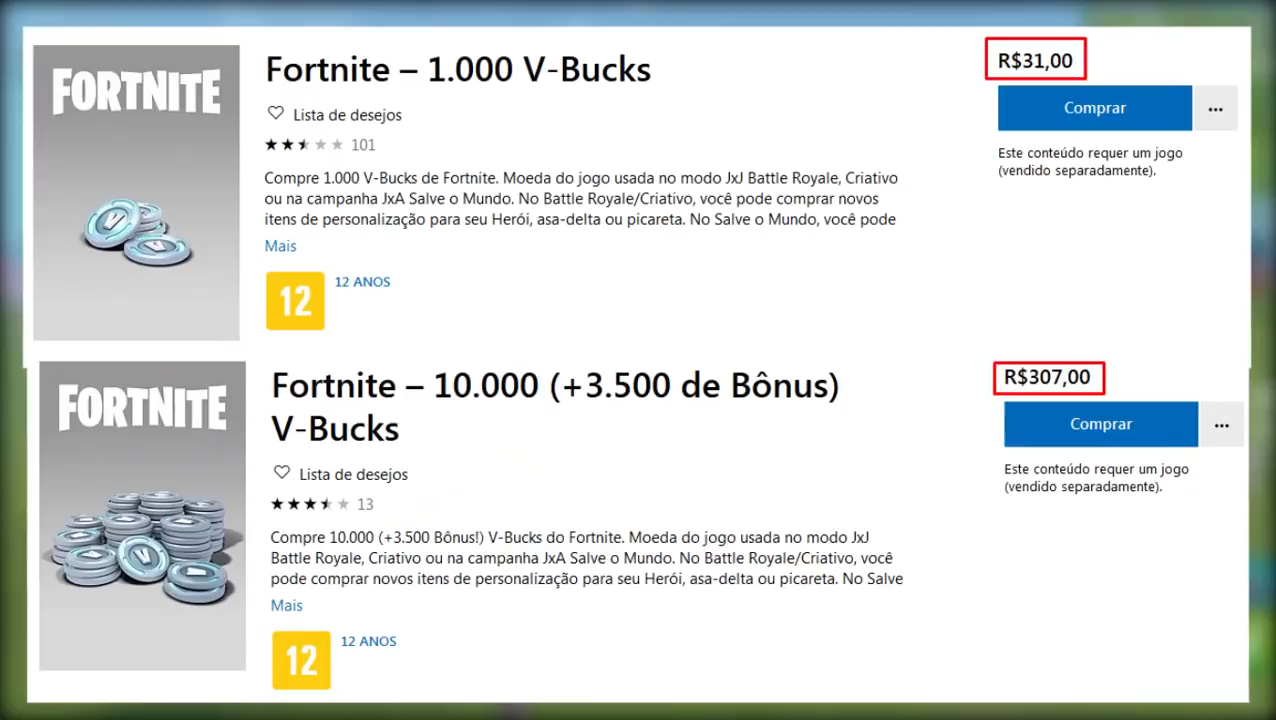 FORTNITE
Fortnite – 1.000 V-Bucks
Lista de desejos
101
Compre 1.000 V-Bucks de Fortnite. Moeda do jogo usada no modo JxJ Battle Royale, Criativo
ou na campanha JxA Salve o Mundo. No Battle Royale/Criativo, você pode comprar novos
itens de personalização para seu Herói, asa-delta ou picareta. No Salve o Mundo, você pode
Mais
12
12 ANOS
R$31,00
Comprar
...
Este conteúdo requer um jogo
(vendido separadamente).
FORTNITE
Fortnite – 10.000 (+3.500 de Bônus)
V-Bucks
Lista de desejos
13
Compre 10.000 (+3.500 Bônus!) V-Bucks do Fortnite. Moeda do jogo usada no modo JxJ
Battle Royale, Criativo ou na campanha JxA Salve o Mundo. No Battle Royale/Criativo, você
pode comprar novos itens de personalização para seu Herói, asa-delta ou picareta. No Salve
Mais
12
12 ANOS
R$307,00
Comprar
...
Este conteúdo requer um jogo
(vendido separadamente).